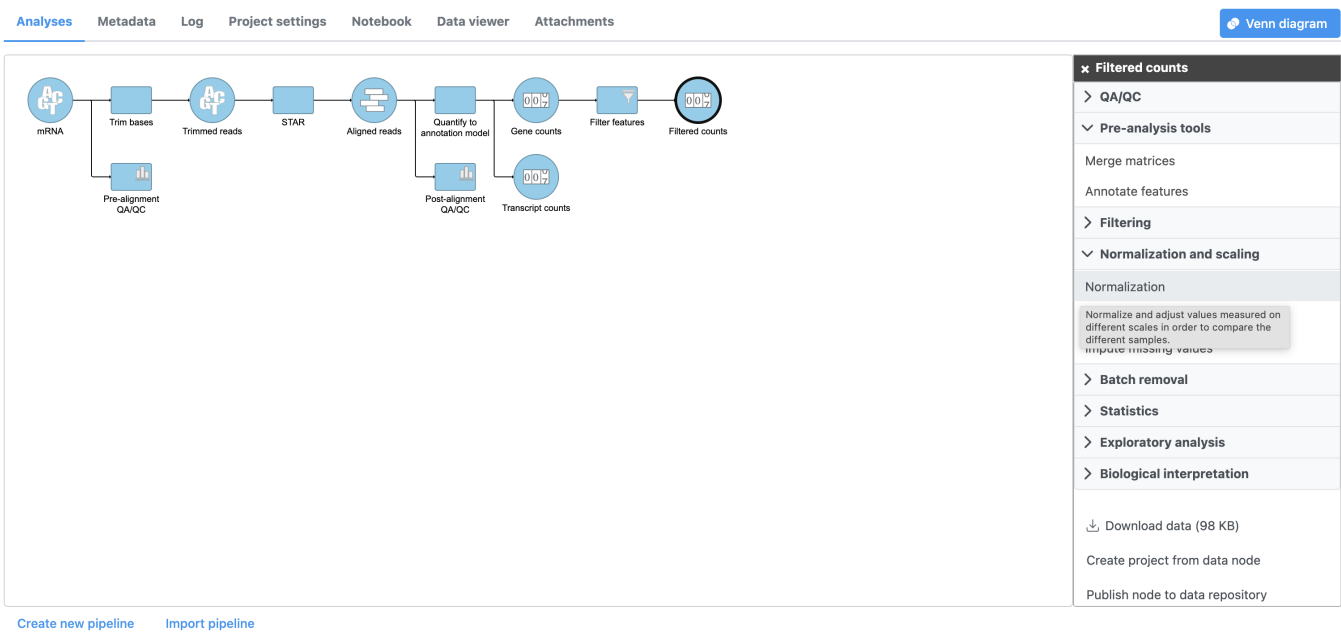 Analyses Metadata Log Project settings Notebook Data viewer Attachments
Venn diagram
mRNA
Trim bases
Trimmed reads
STAR
Aligned reads
Quantify to
annotation model
Gene counts
Filter features
Filtered counts
Pre-alignment
QA/QC
Post-alignment
QA/QC
Transcript counts
Filtered counts
QA/QC
Pre-analysis tools
Merge matrices
Annotate features
Filtering
Normalization and scaling
Normalization
Normalize and adjust values measured on
different scales in order to compare the
different samples.
Impute missing values
Batch removal
Statistics
Exploratory analysis
Biological interpretation
Download data (98 KB)
Create project from data node
Publish node to data repository
Create new pipeline Import pipeline